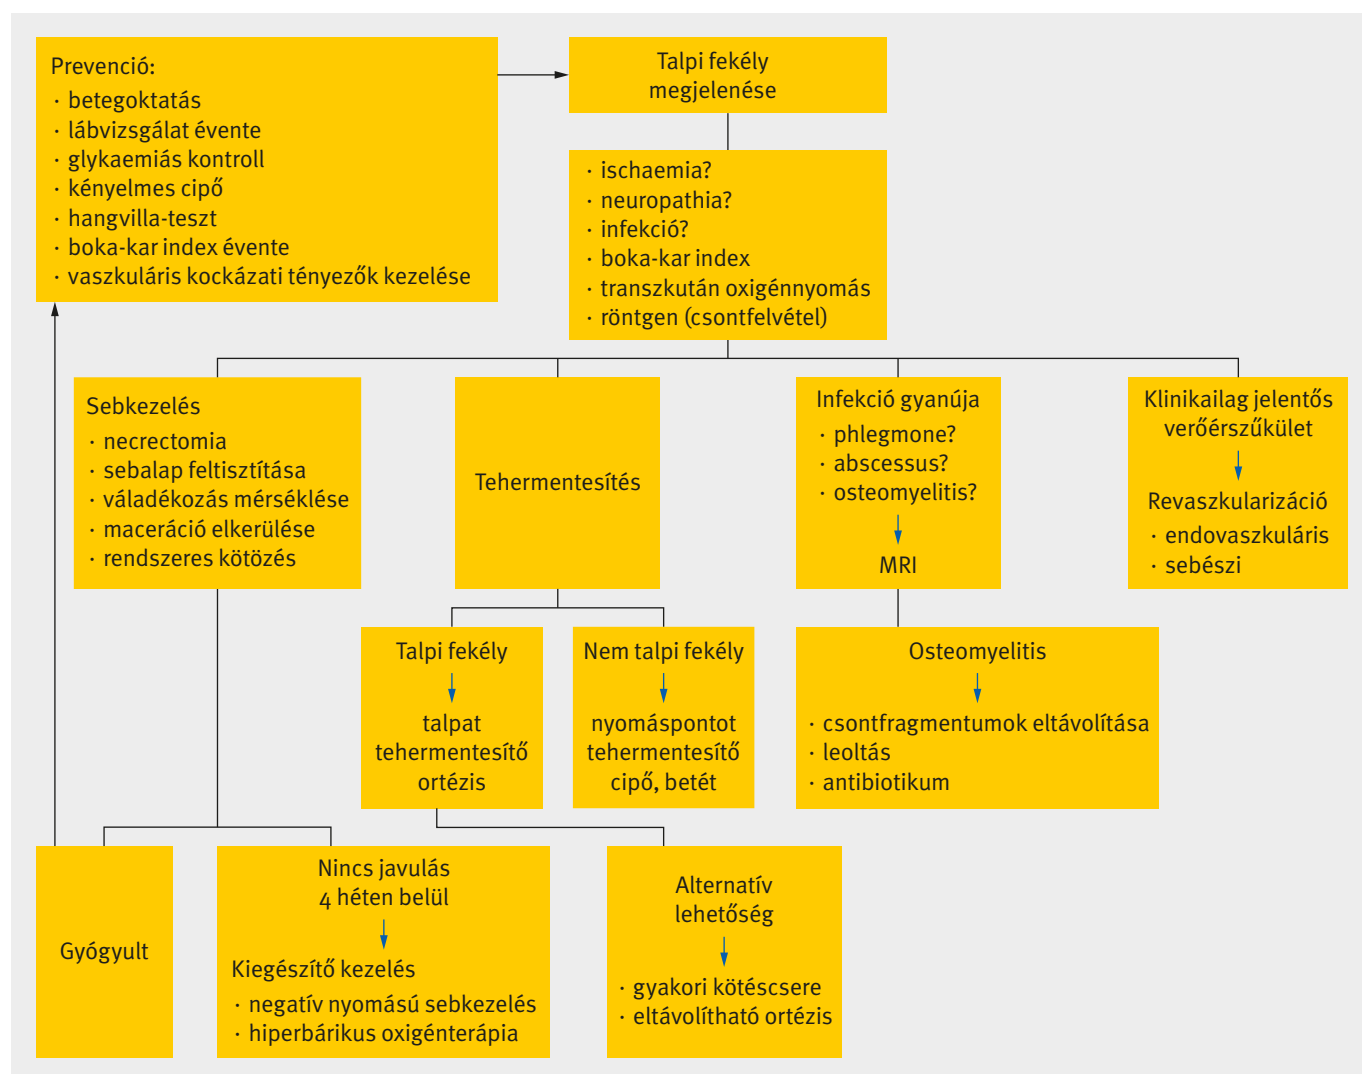 Prevenció:
· betegoktatás
· lábvizsgálat évente
· glykaemiás kontroll
· kényelmes cipő
· hangvilla-teszt
· boka-kar index évente
· vaszkuláris kockázati tényezők kezelése
Talpi fekély
megjelenése
· ischaemia?
· neuropathia?
· infekció?
· boka-kar index
· transzkután oxigénnyomás
· röntgen (csontfelvétel)
Sebkezelés
· necrectomia
· sebalap feltisztítása
· váladékozás mérséklése
· maceráció elkerülése
· rendszeres kötözés
Tehermentesítés
Infekció gyanúja
· phlegmone?
· abscessus?
· osteomyelitis?
MRI
Klinikailag jelentős
verőérszűkület
Revaszkularizáció
· endovaszkuláris
· sebészi
Talpi fekély
talpat
tehermentesítő
ortézis
Nem talpi fekély
nyomáspontot
tehermentesítő
cipő, betét
Osteomyelitis
· csontfragmentumok eltávolítása
· leoltás
· antibiotikum
Gyógyult
Nincs javulás
4 héten belül
Kiegészítő kezelés
· negatív nyomású sebkezelés
· hiperbárikus oxigénterápia
Alternatív
lehetőség
· gyakori kötéscsere
· eltávolítható ortézis